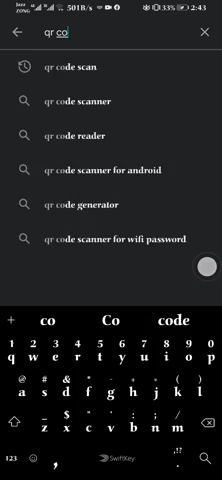 Jazz
ZONG
501B/s
33%
2:43
qr co
qr code scan
qr code scanner
qr code reader
qr code scanner for android
qr code generator
qr code scanner for wifi password
+ co Co code
1 2 3 4 5 6 7 8 9 0
q w e r t y u i o p
@ # & * - + = ( )
a s d f g h j k l
_ $ " ' : ; /
z x c v b n m
123 , SwiftKey .